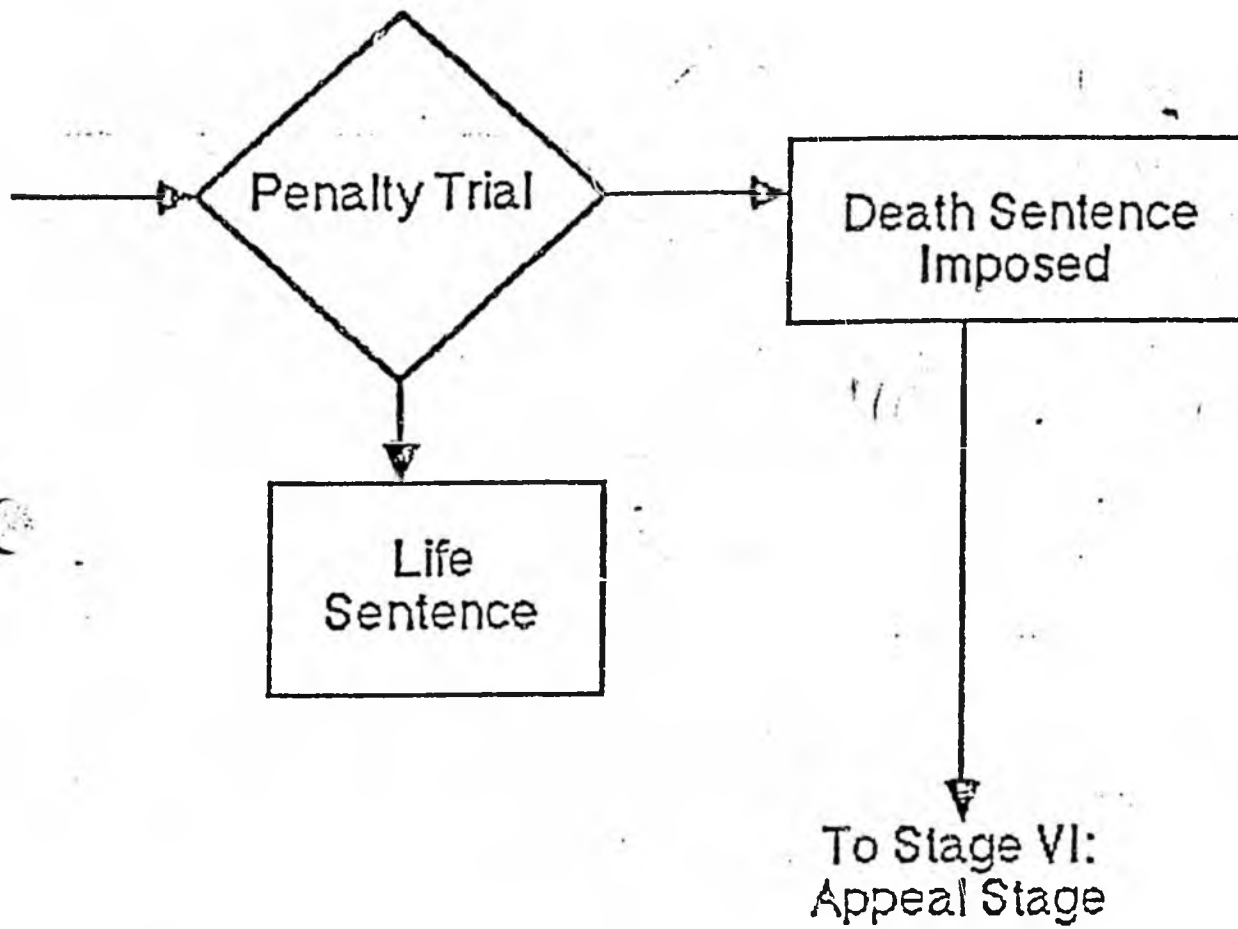 Penalty Trial
Death Sentence
Imposed
Life
Sentence
To Stage VI:
Appeal Stage